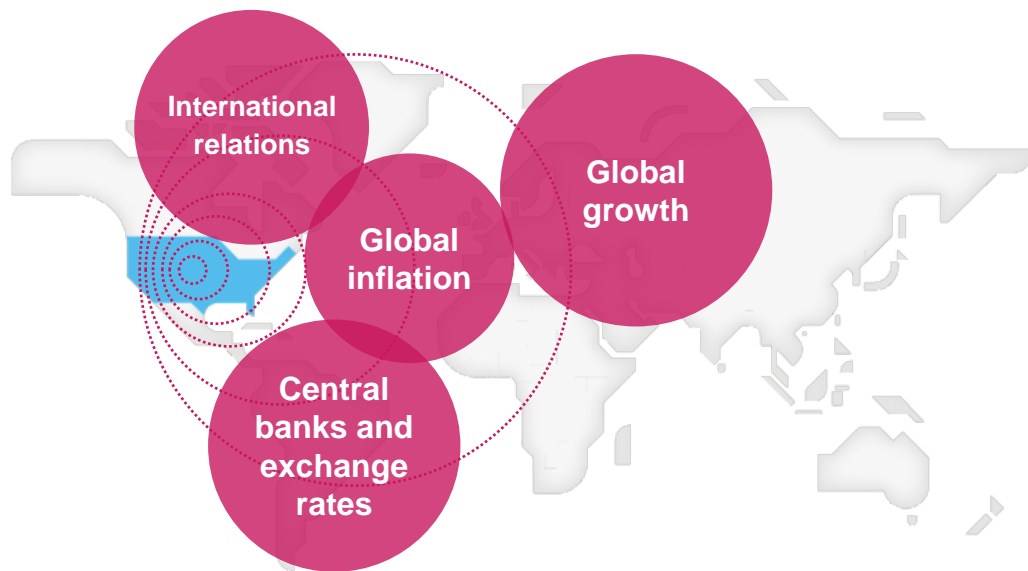 International
relations
Global
growth
Global
inflation
Central
banks and
exchange
rates